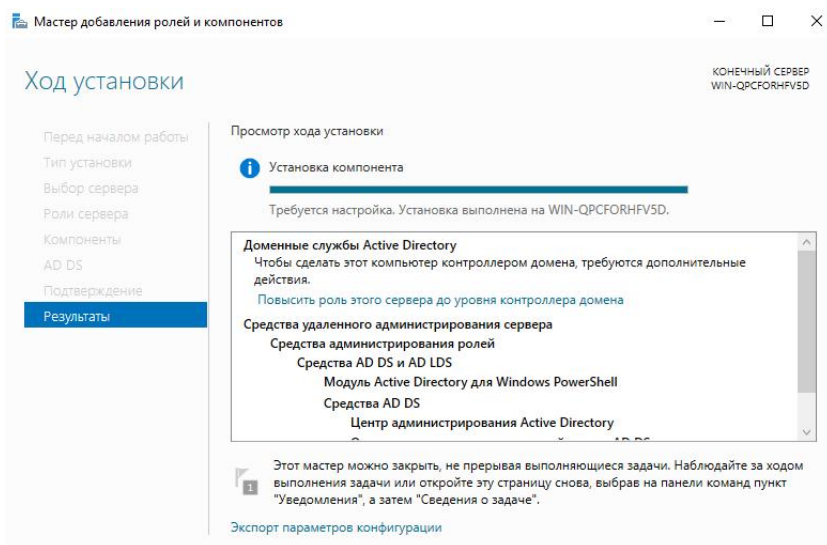 Мастер добавления ролей и компонентов
Ход установки
КОНЕЧНЫЙ СЕРВЕР
WIN-QPCFORHFV5D
Перед началом работы
Тип установки
Выбор сервера
Роли сервера
Компоненты
AD DS
Подтверждение
Результаты
Просмотр хода установки
Установка компонента
Требуется настройка. Установка выполнена на WIN-QPCFORHFV5D.
Доменные службы Active Directory
Чтобы сделать этот компьютер контроллером домена, требуются дополнительные
действия.
Повысить роль этого сервера до уровня контроллера домена
Средства удаленного администрирования сервера
Средства администрирования ролей
Средства AD DS и AD LDS
Модуль Active Directory для Windows PowerShell
Средства AD DS
Центр администрирования Active Directory
1
Этот мастер можно закрыть, не прерывая выполняющиеся задачи. Наблюдайте за ходом
выполнения задачи или откройте эту страницу снова, выбрав на панели команд пункт
"Уведомления", а затем "Сведения о задаче".
Экспорт параметров конфигурации